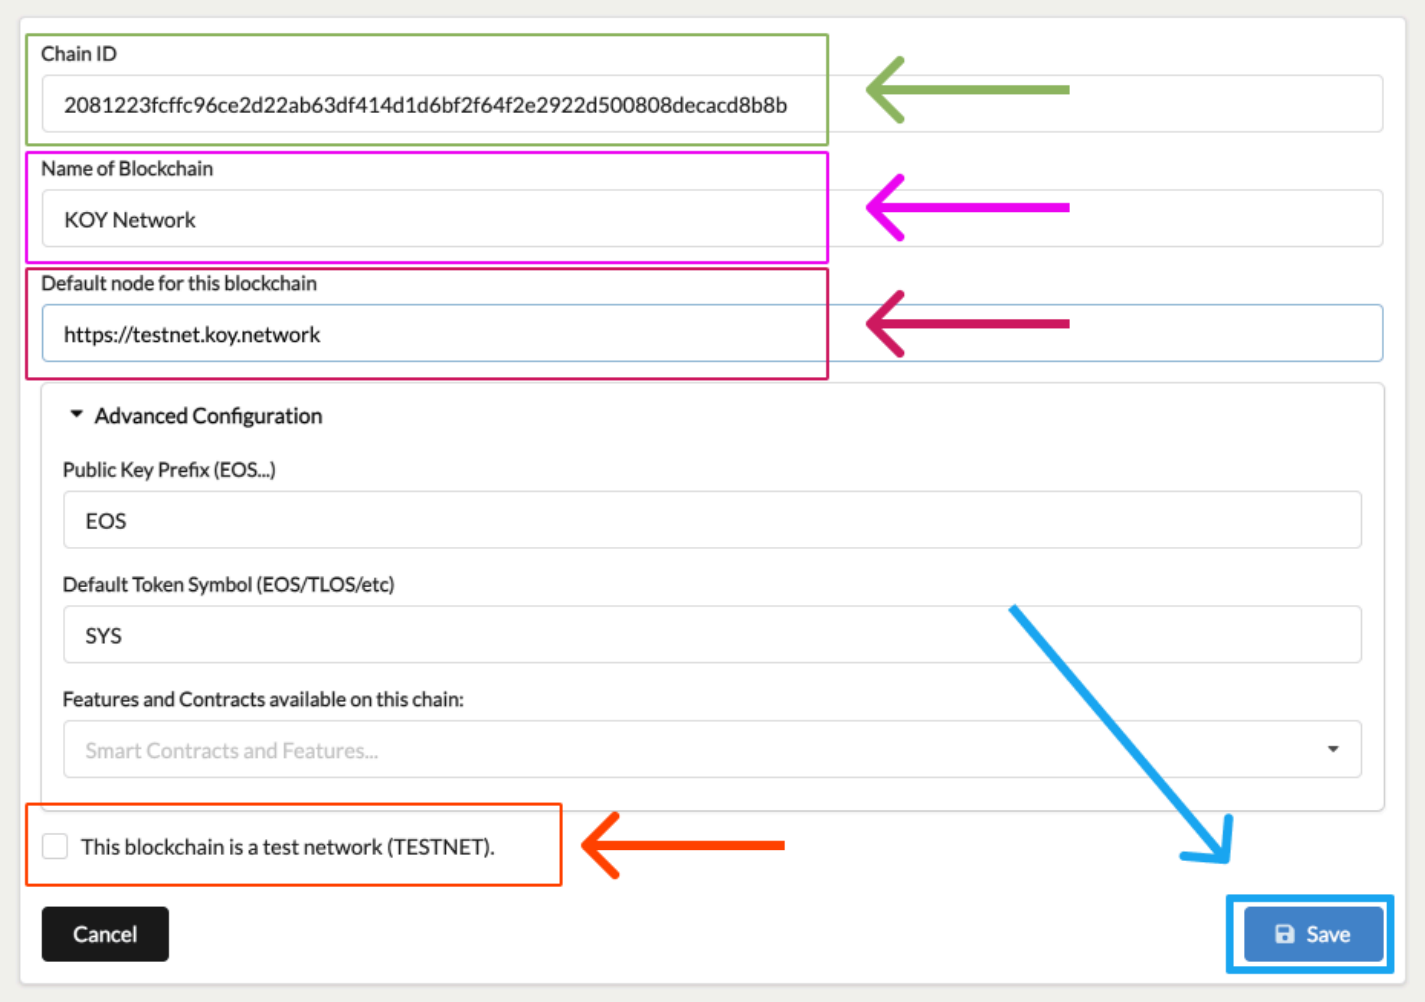 Chain ID
2081223fcffc96ce2d22ab63df414d1d6bf2f64f2e2922d500808decacd8b8b
Name of Blockchain
KOY Network
Default node for this blockchain
https://testnet.koy.network
Advanced Configuration
Public Key Prefix (EOS...)
EOS
Default Token Symbol (EOS/TLOS/etc)
SYS
Features and Contracts available on this chain:
Smart Contracts and Features...
This blockchain is a test network (TESTNET).
Cancel
Save